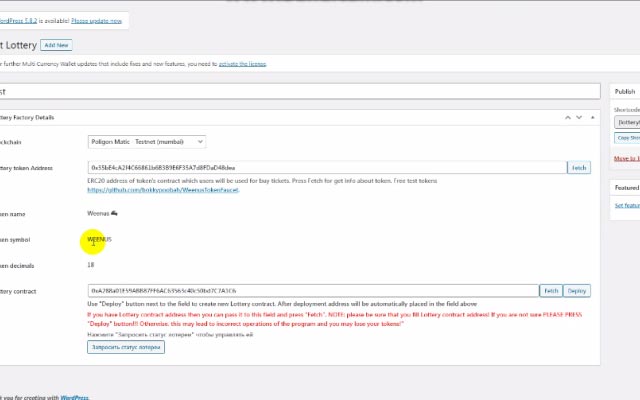 WordPress 5.8.2 is available! Please update now.
t Lottery Add New
further Multi Currency Wallet updates that include fixes and new features, you need to activate the license.
st
ttery Factory Details
ockchain Poligon Matic - Testnet (mumbai)
ttery token Address Fetch
ERC20 address of token's contract which users will be used for buy tickets. Press Fetch for get info about token. Free test tokens
https://github.com/bokkypoobah/WeenusTokenFaucet.
ken name Weenus
ken symbol WEENUS
ken decimals 18
ttery contract Fetch Deploy
Use "Deploy" button next to the field to create new Lottery contract. After deployment address will be automatically placed in the field above
If you have Lottery contract address then you can pass it to this field and press "Fetch". NOTE: please be sure that you fill Lottery contract address! If you are not sure PLEASE PRESS
"Deploy" button!!! Otherwise: this may lead to incorrect operations of the program and you may lose your tokens!"
Нажмите "Запросить статус лотереи" чтобы управлять ей
Запросить статус лотереи
Publish
Shortcode
[lottery
Copy Shor
Move to T
Featured
Set featur
k you for creating with WordPress.